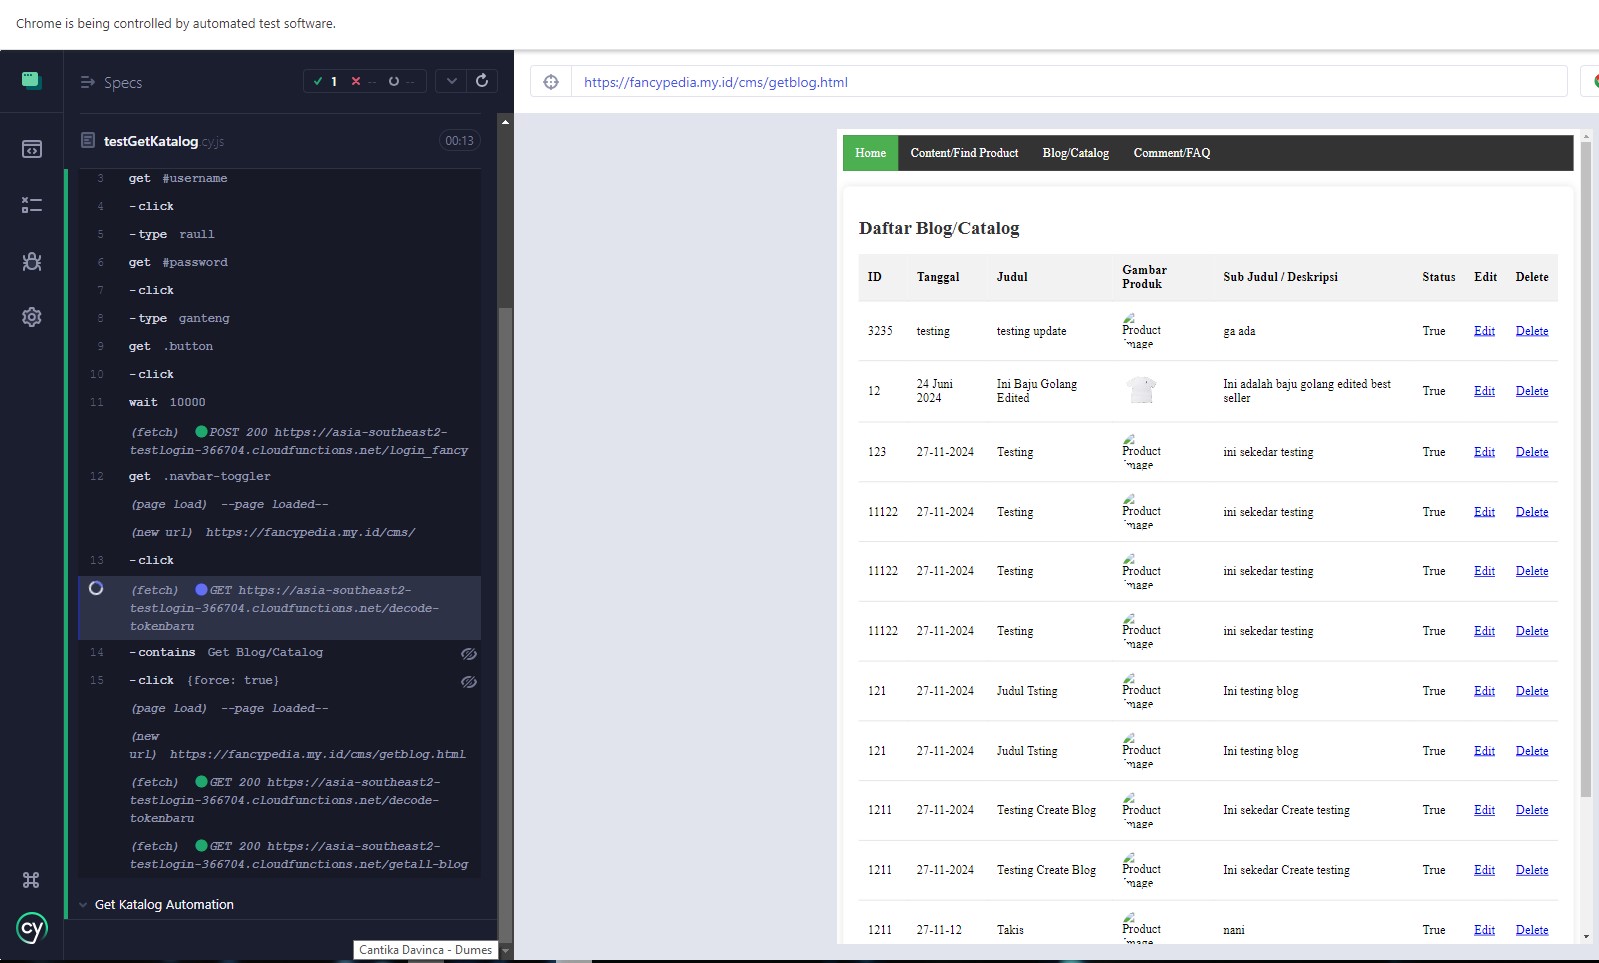 Chrome is being controlled by automated test software.
Specs
1 -- --
https://fancypedia.my.id/cms/getblog.html
testGetKatalog.cy.js 00:13
3 get #username
4 -click
5 -type raull
6 get #password
7 -click
8 -type ganteng
9 get .button
10 -click
11 wait 10000
(fetch) POST 200 https://asia-southeast2-
testlogin-366704.cloudfunctions.net/login_fancy
12 get .navbar-toggler
(page load) --page loaded--
(new url) https://fancypedia.my.id/cms/
13 -click
(fetch) GET https://asia-southeast2-
testlogin-366704.cloudfunctions.net/decode-
tokenbaru
14 -contains Get Blog/Catalog
15 -click {force: true}
(page load) --page loaded--
(new
url) https://fancypedia.my.id/cms/getblog.html
(fetch) GET 200 https://asia-southeast2-
testlogin-366704.cloudfunctions.net/decode-
tokenbaru
(fetch) GET 200 https://asia-southeast2-
testlogin-366704.cloudfunctions.net/getall-blog
Get Katalog Automation
cy
Cantika Davinca - Dumes
Home Content/Find Product Blog/Catalog Comment/FAQ
Daftar Blog/Catalog
ID Tanggal Judul Gambar Produk Sub Judul / Deskripsi Status Edit Delete
3235 testing testing update Product Image ga ada True Edit Delete
12 24 Juni 2024 Ini Baju Golang Edited Ini adalah baju golang edited best seller True Edit Delete
123 27-11-2024 Testing Product Image ini sekedar testing True Edit Delete
11122 27-11-2024 Testing Product Image ini sekedar testing True Edit Delete
11122 27-11-2024 Testing Product Image ini sekedar testing True Edit Delete
11122 27-11-2024 Testing Product Image ini sekedar testing True Edit Delete
121 27-11-2024 Judul Tsting Product Image Ini testing blog True Edit Delete
121 27-11-2024 Judul Tsting Product Image Ini testing blog True Edit Delete
1211 27-11-2024 Testing Create Blog Product Image Ini sekedar Create testing True Edit Delete
1211 27-11-2024 Testing Create Blog Product Image Ini sekedar Create testing True Edit Delete
1211 27-11-12 Takis Product Image nani True Edit Delete